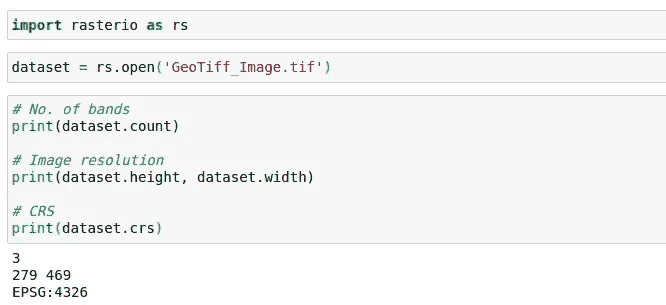 import rasterio as rs
dataset = rs.open('GeoTiff_Image.tif')
# No. of bands
print(dataset.count)
# Image resolution
print(dataset.height, dataset.width)
# CRS
print(dataset.crs)
3
279 469
EPSG:4326